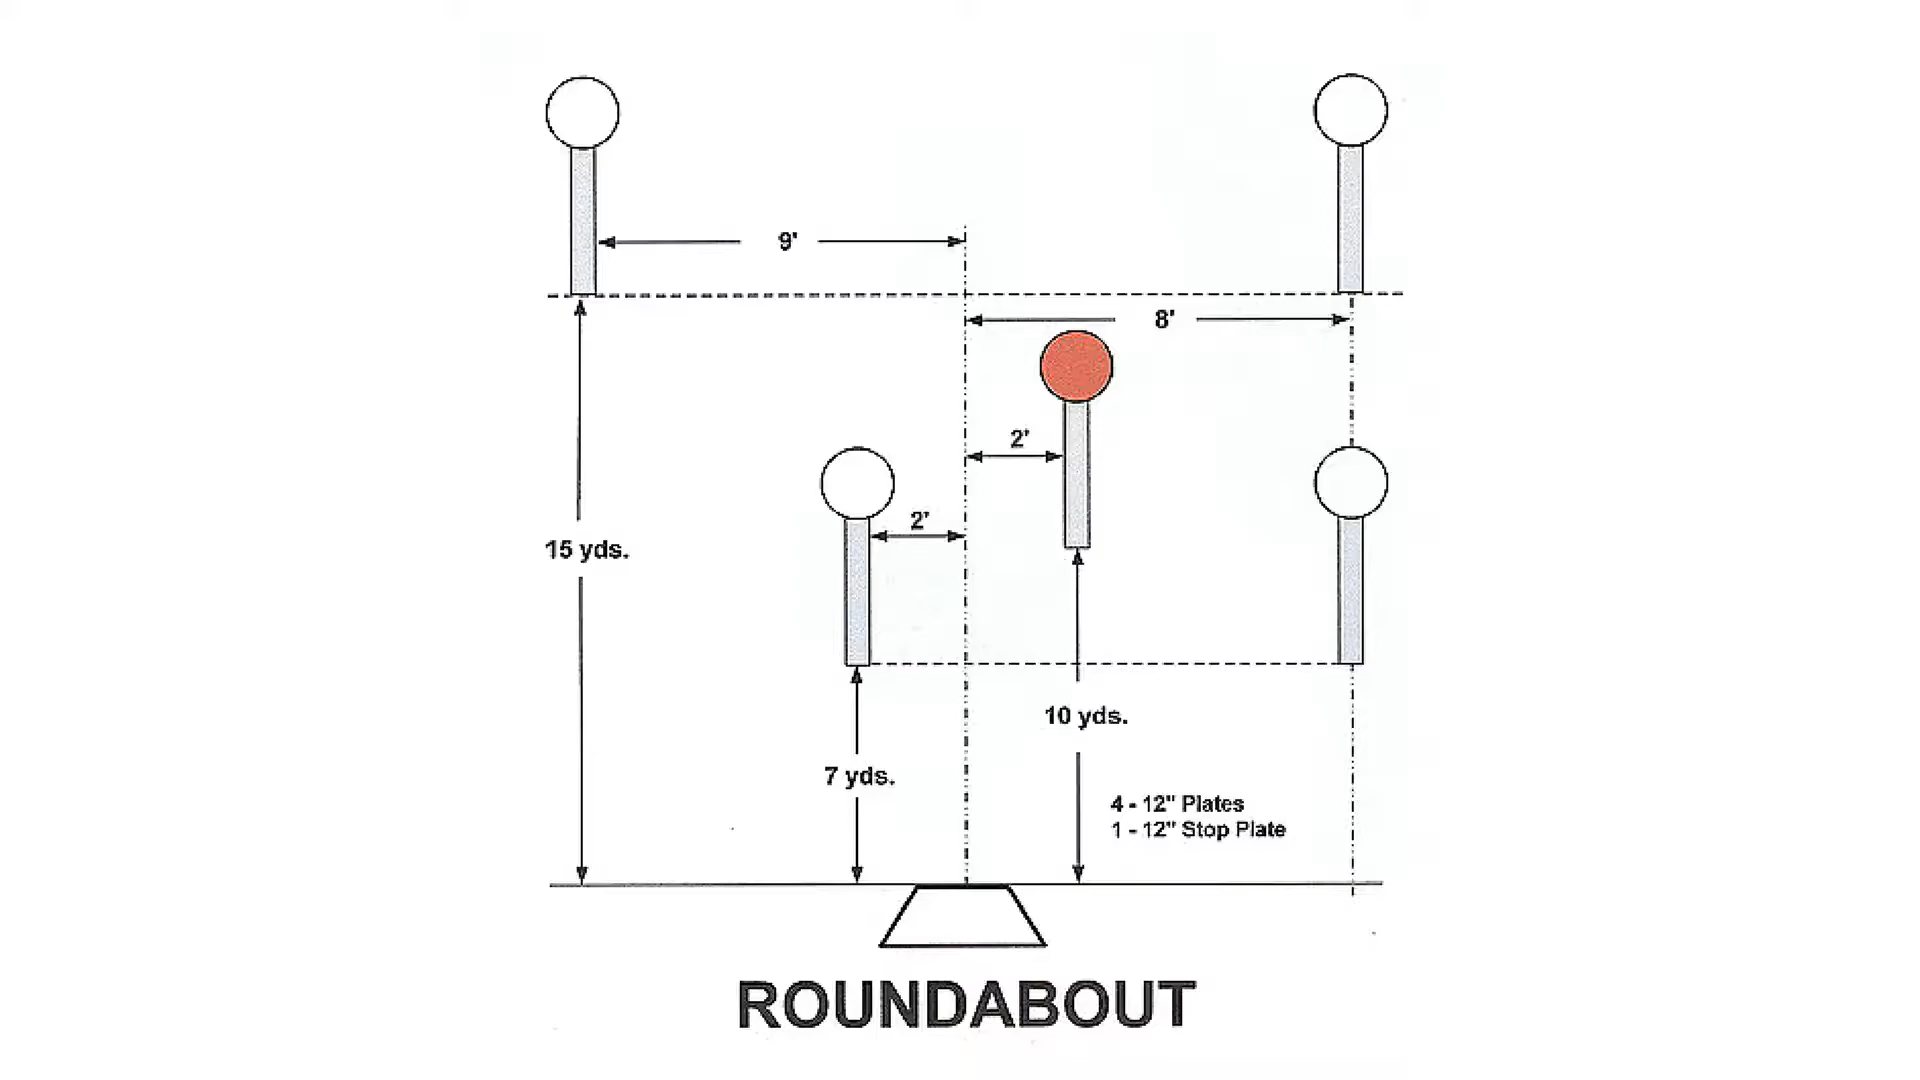 9'
8'
2'
2'
15 yds.
10 yds.
7 yds.
4 - 12" Plates
1 - 12" Stop Plate
ROUNDABOUT